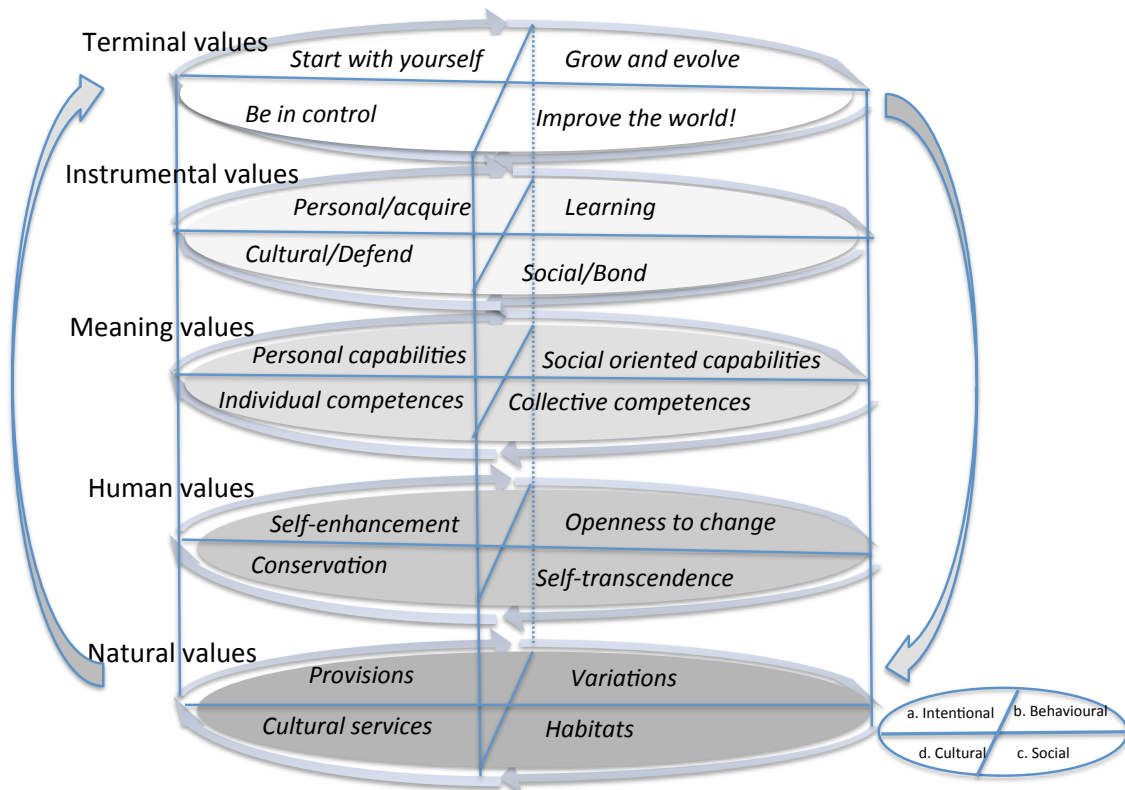 Terminal values
Start with yourself
Grow and evolve
Be in control
Improve the world!
Instrumental values
Personal/acquire
Learning
Cultural/Defend
Social/Bond
Meaning values
Personal capabilities
Social oriented capabilities
Individual competences
Collective competences
Human values
Self-enhancement
Openness to change
Conservation
Self-transcendence
Natural values
Provisions
Variations
Cultural services
Habitats
a. Intentional
b. Behavioural
d. Cultural
c. Social